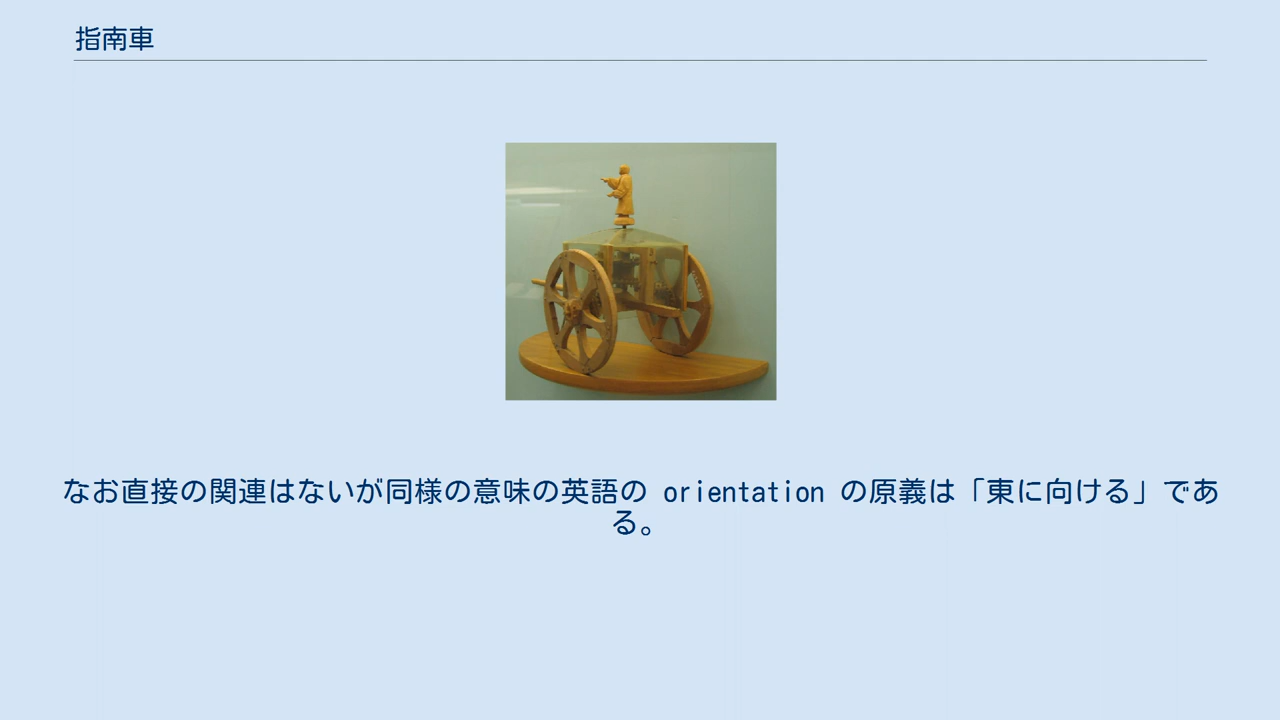 指南車
なお直接の関連はないが同様の意味の英語の orientation の原義は「東に向ける」であ
る。